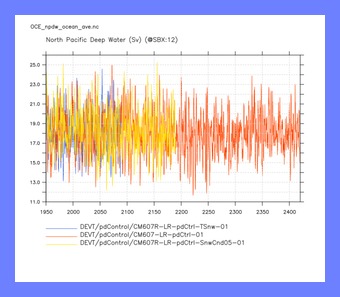 OCE_npdw_ocean_ave.nc
North Pacific Deep Water (Sv) (@SBX:12)
25.0
23.0
21.0
19.0
17.0
15.0
13.0
11.0
1950 2000 2050 2100 2150 2200 2250 2300 2350 2400
DEVT/pdControl/CM607R-LR-pdCtrl-TSnw-01
DEVT/pdControl/CM607-LR-pdCtrl-01
DEVT/pdControl/CM607R-LR-pdCtrl-SnwCnd05-01